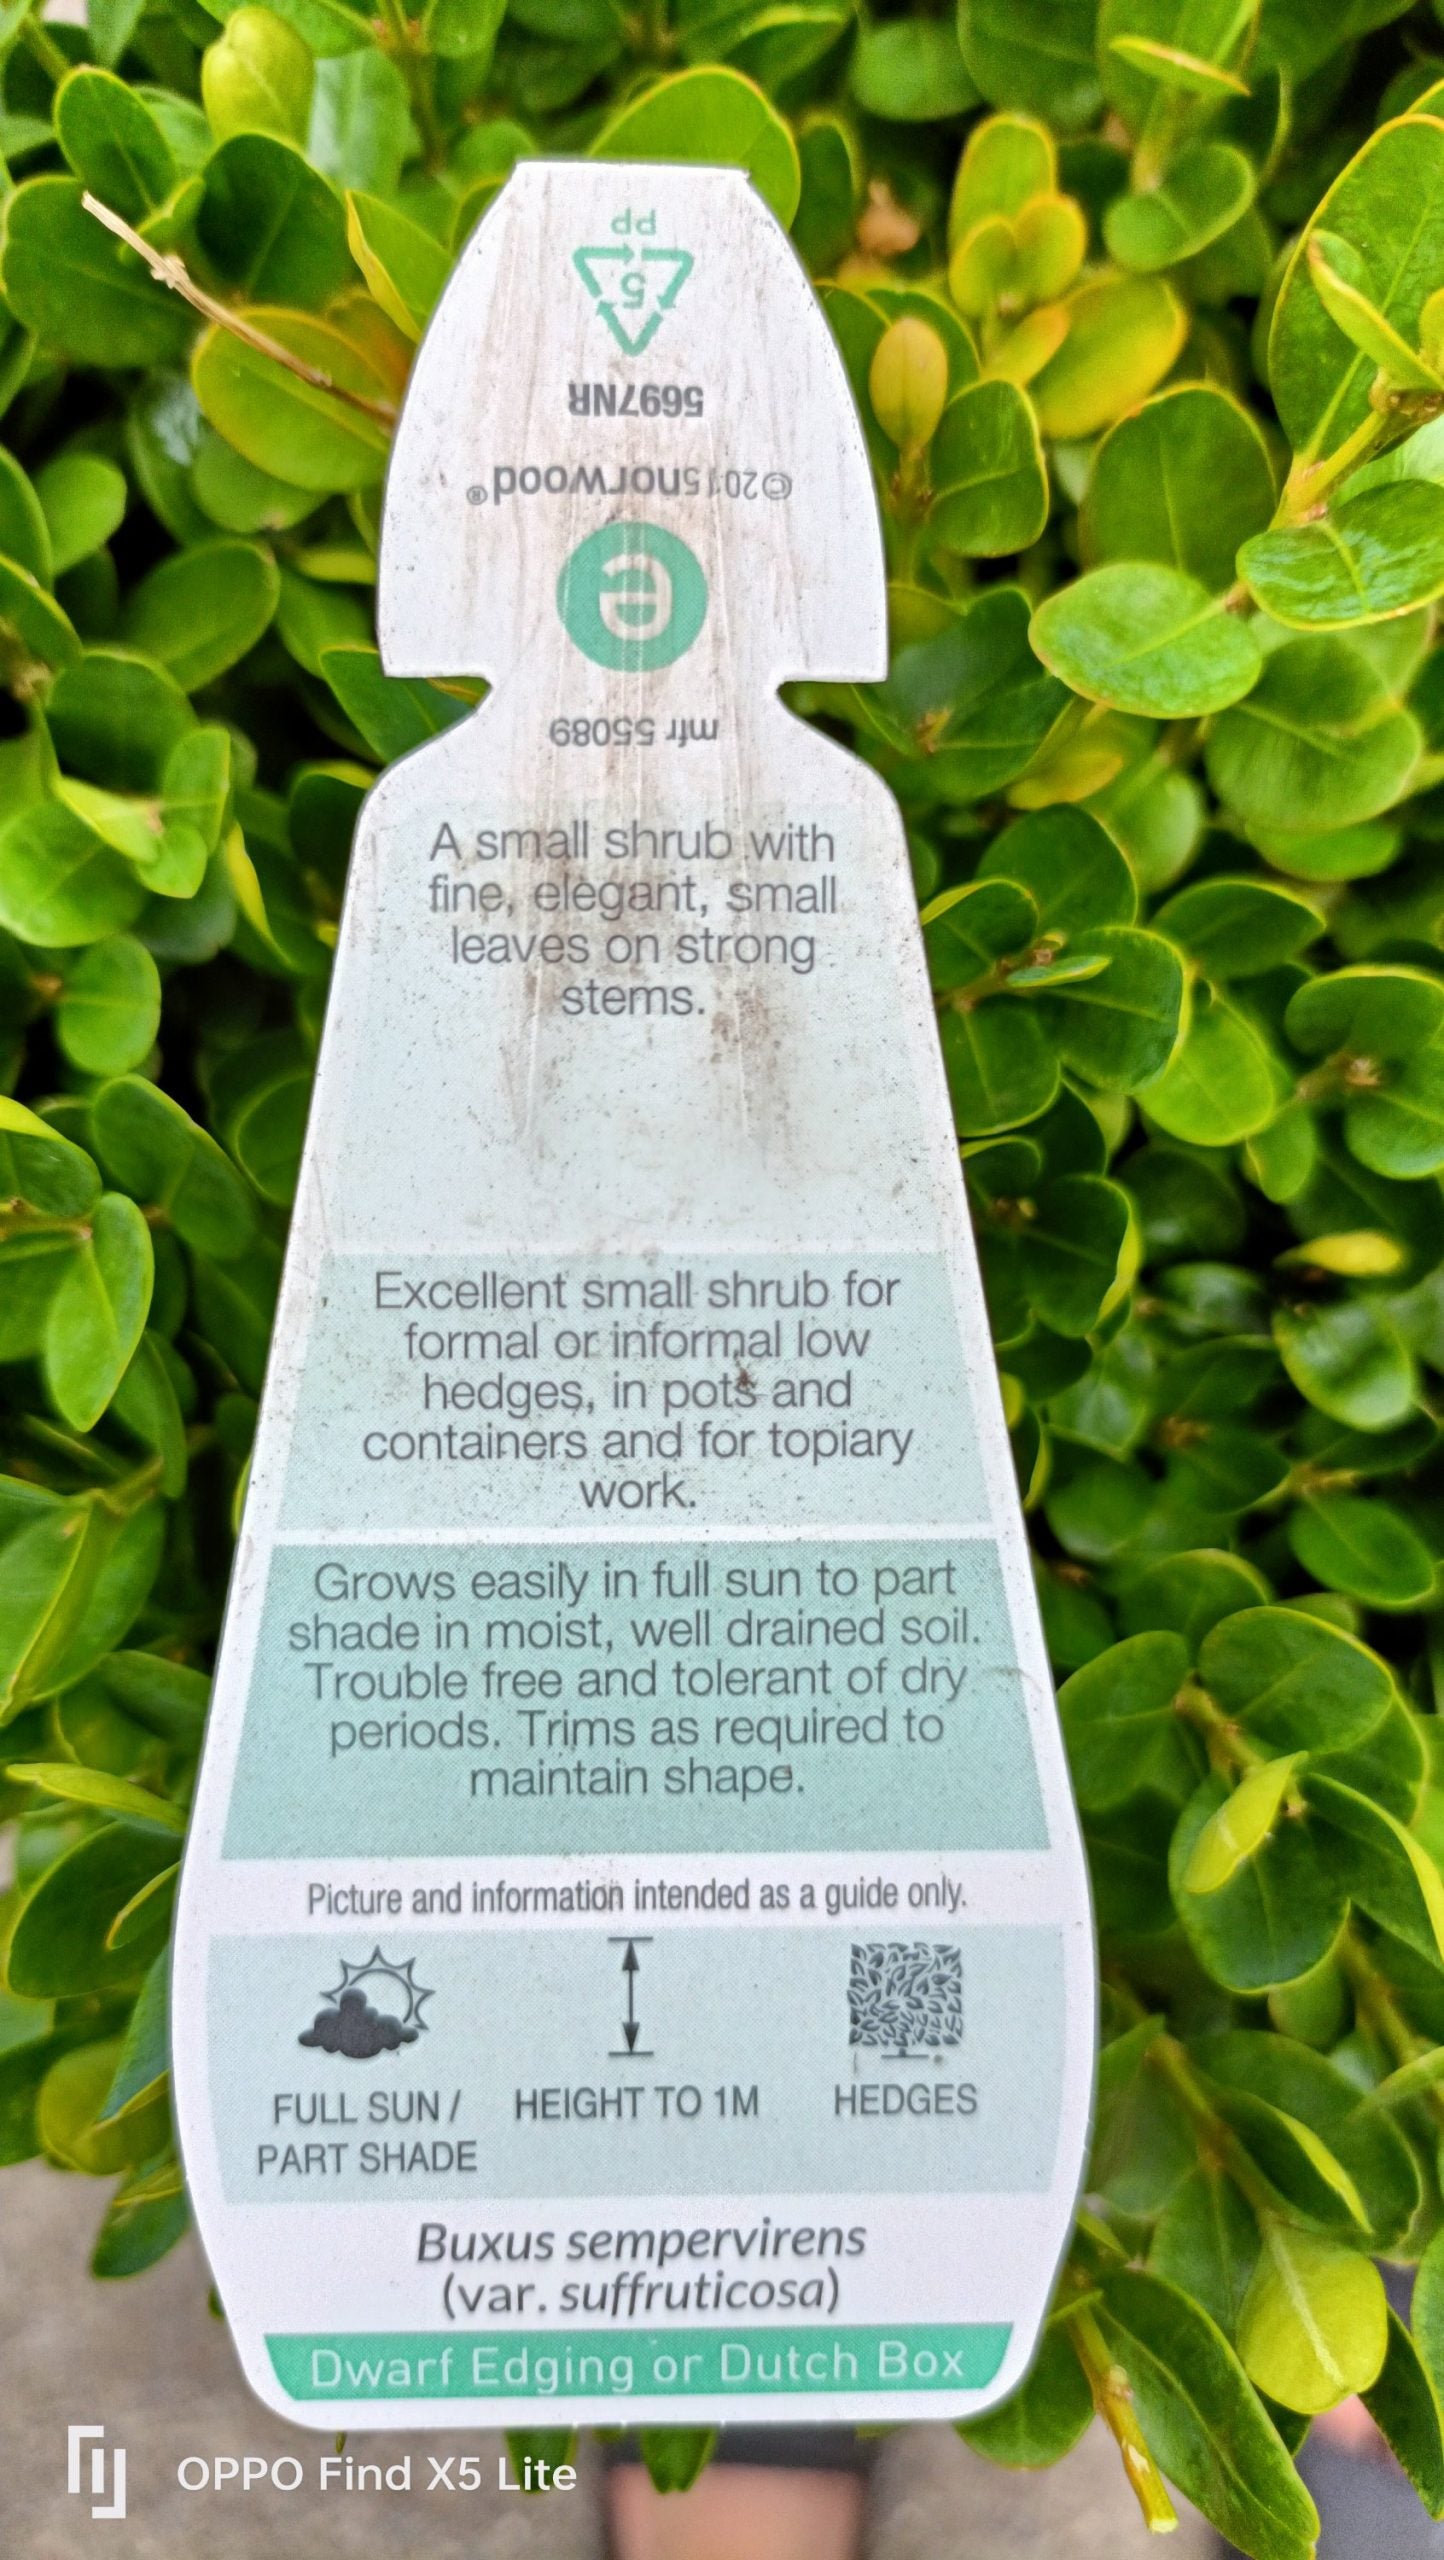 PP
5
5697NR
©2015norwood®
e
mfr 55089
A small shrub with
fine, elegant, small
leaves on strong
stems.
Excellent small shrub for
formal or informal low
hedges, in pots and
containers and for topiary
work.
Grows easily in full sun to part
shade in moist, well drained soil.
Trouble free and tolerant of dry
periods. Trims as required to
maintain shape.
Picture and information intended as a guide only.
FULL SUN /
PART SHADE
HEIGHT TO 1M
HEDGES
Buxus sempervirens
(var. suffruticosa)
Dwarf Edging or Dutch Box
OPPO Find X5 Lite